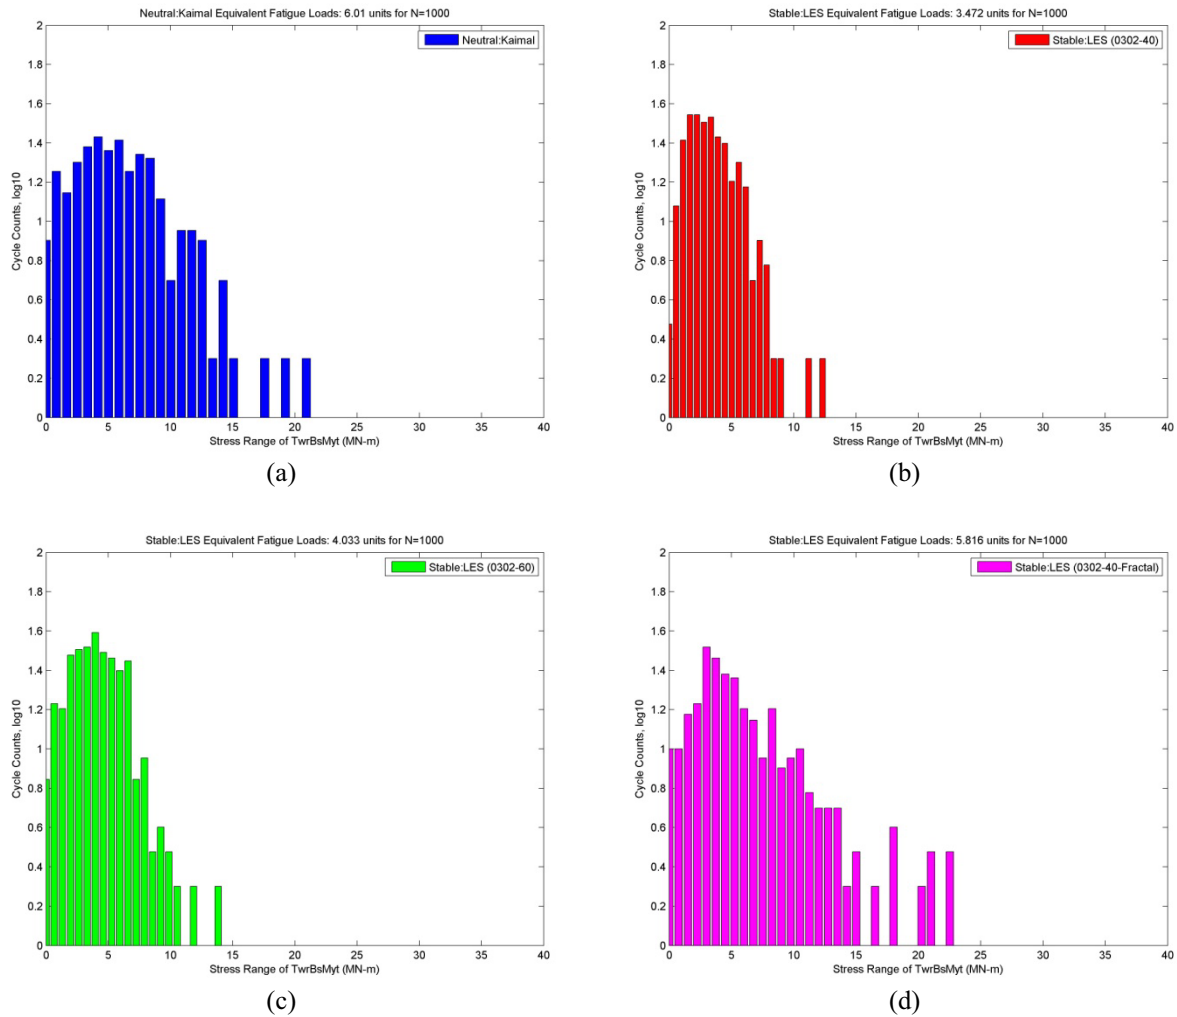 Neutral:Kaimal Equivalent Fatigue Loads: 6.01 units for N=1000
Neutral:Kaimal
Cycle Counts, log10
2
1.8
1.6
1.4
1.2
1
0.8
0.6
0.4
0.2
0
0 5 10 15 20 25 30 35 40
Stress Range of TwrBsMyt (MN-m)
(a)
Stable:LES Equivalent Fatigue Loads: 3.472 units for N=1000
Stable:LES (0302-40)
Cycle Counts, log10
2
1.8
1.6
1.4
1.2
1
0.8
0.6
0.4
0.2
0
0 5 10 15 20 25 30 35 40
Stress Range of TwrBsMyt (MN-m)
(b)
Stable:LES Equivalent Fatigue Loads: 4.033 units for N=1000
Stable:LES (0302-60)
Cycle Counts, log10
2
1.8
1.6
1.4
1.2
1
0.8
0.6
0.4
0.2
0
0 5 10 15 20 25 30 35 40
Stress Range of TwrBsMyt (MN-m)
(c)
Stable:LES Equivalent Fatigue Loads: 5.816 units for N=1000
Stable:LES (0302-40-Fractal)
Cycle Counts, log10
2
1.8
1.6
1.4
1.2
1
0.8
0.6
0.4
0.2
0
0 5 10 15 20 25 30 35 40
Stress Range of TwrBsMyt (MN-m)
(d)